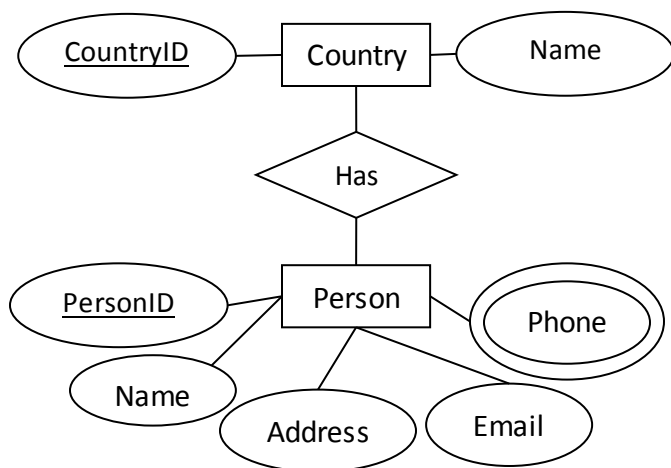 CountryID
Country
Name
Has
PersonID
Person
Phone
Name
Address
Email